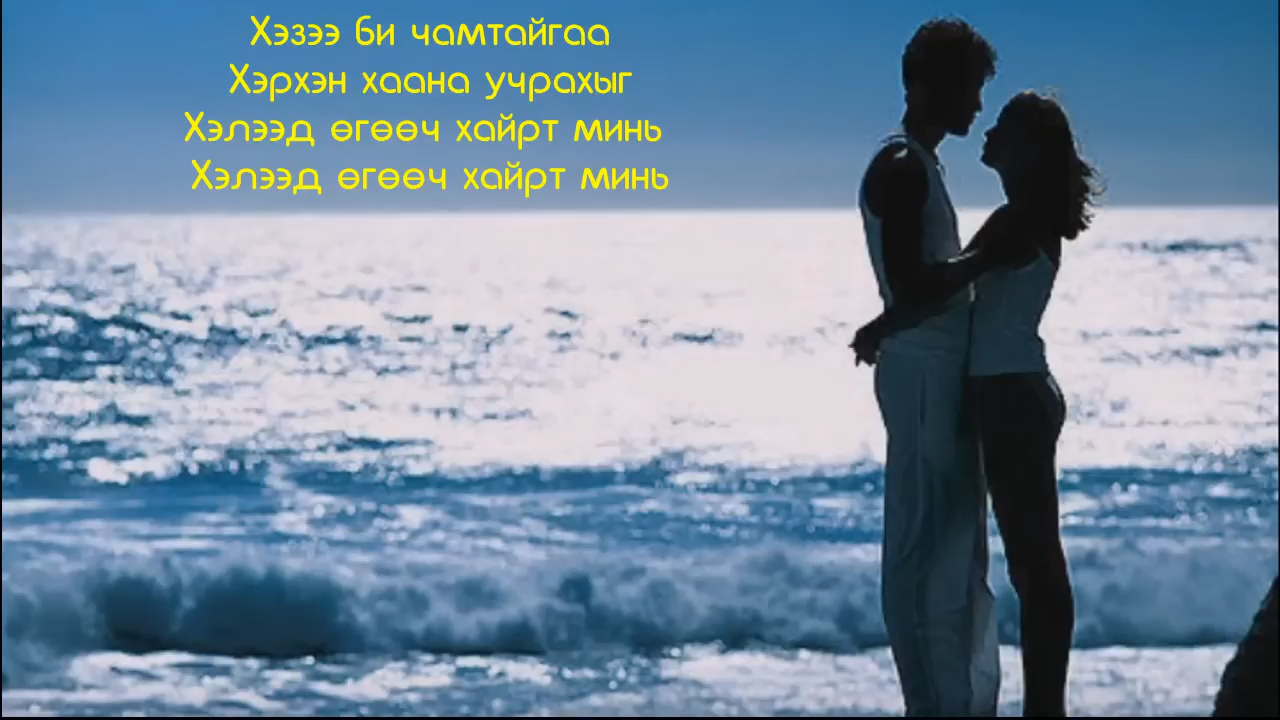 Хэзээ би чамтайгаа
Хэрхэн хаана учрахыг
Хэлээд өгөөч хайрт минь
Хэлээд өгөөч хайрт минь